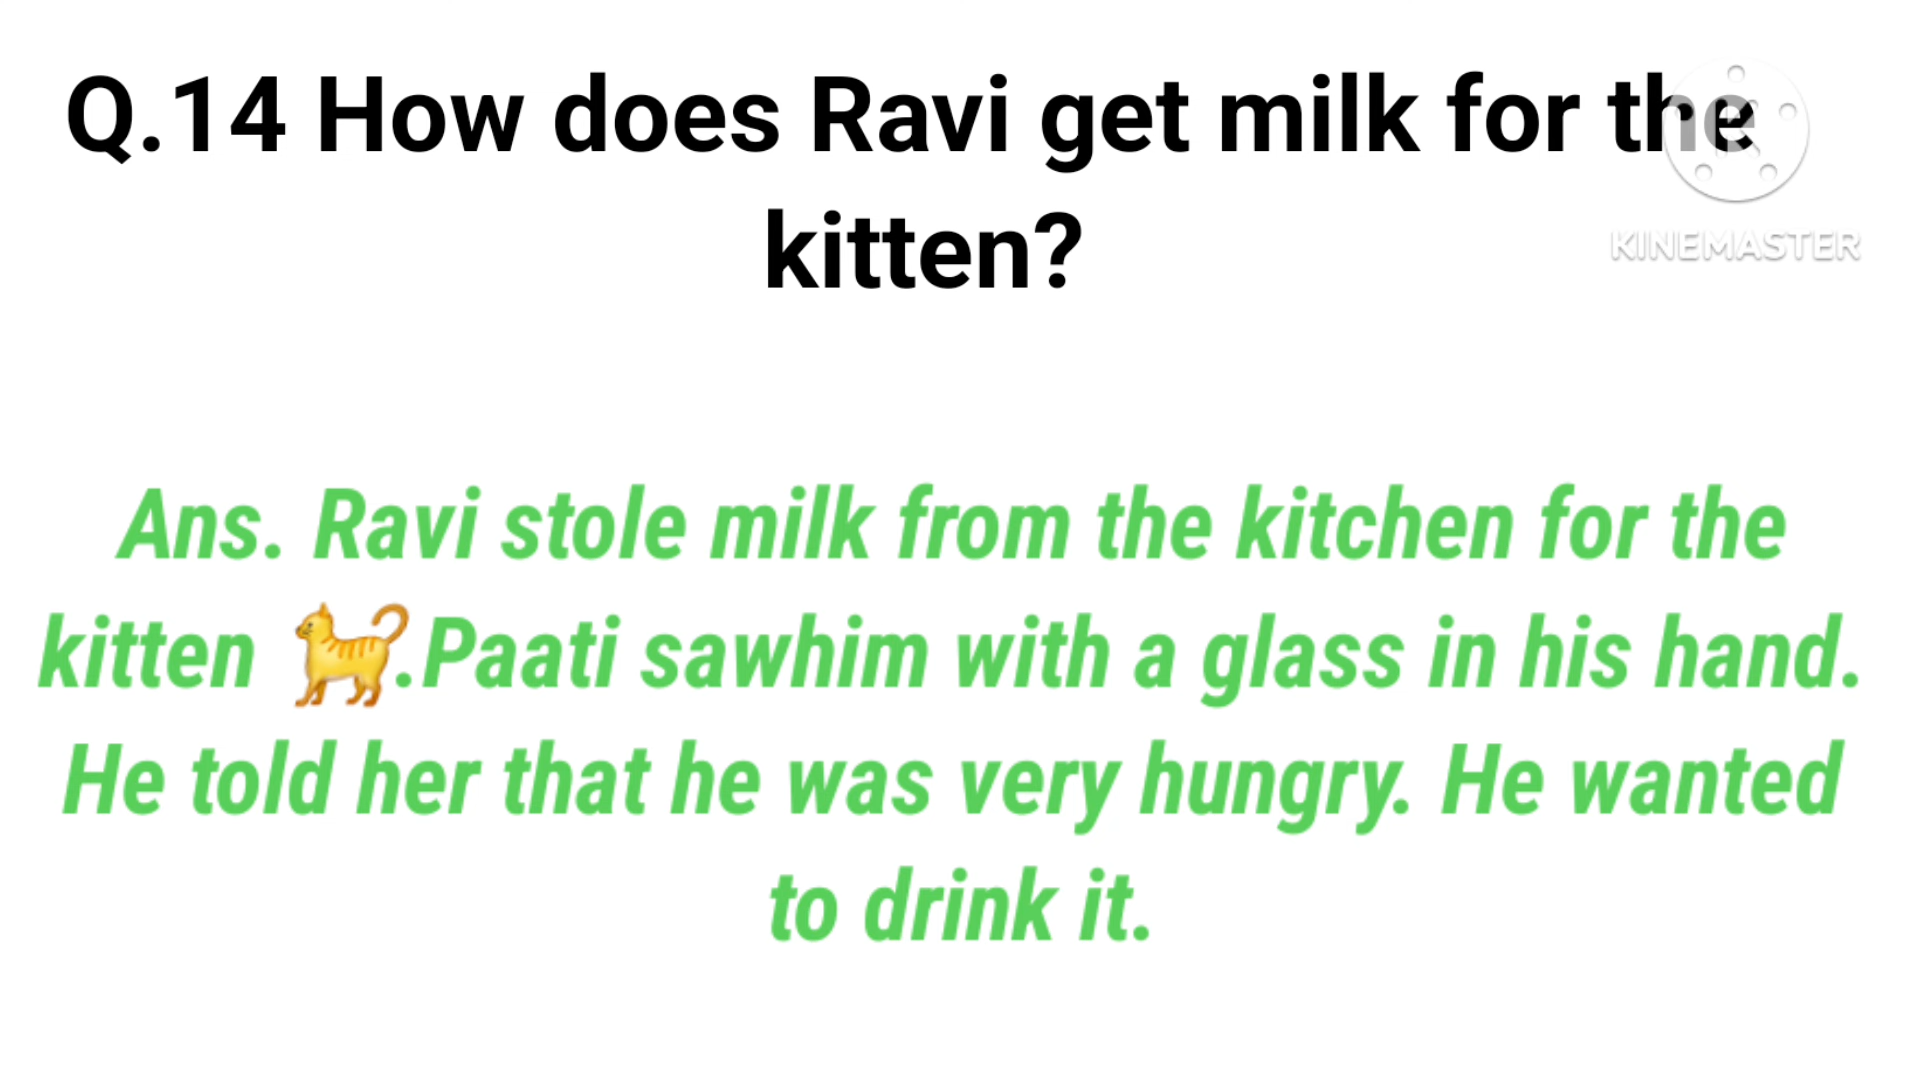 Q.14 How does Ravi get milk for the
kitten?
KINEMASTER
Ans. Ravi stole milk from the kitchen for the
kitten 🐈.Paati sawhim with a glass in his hand.
He told her that he was very hungry. He wanted
to drink it.